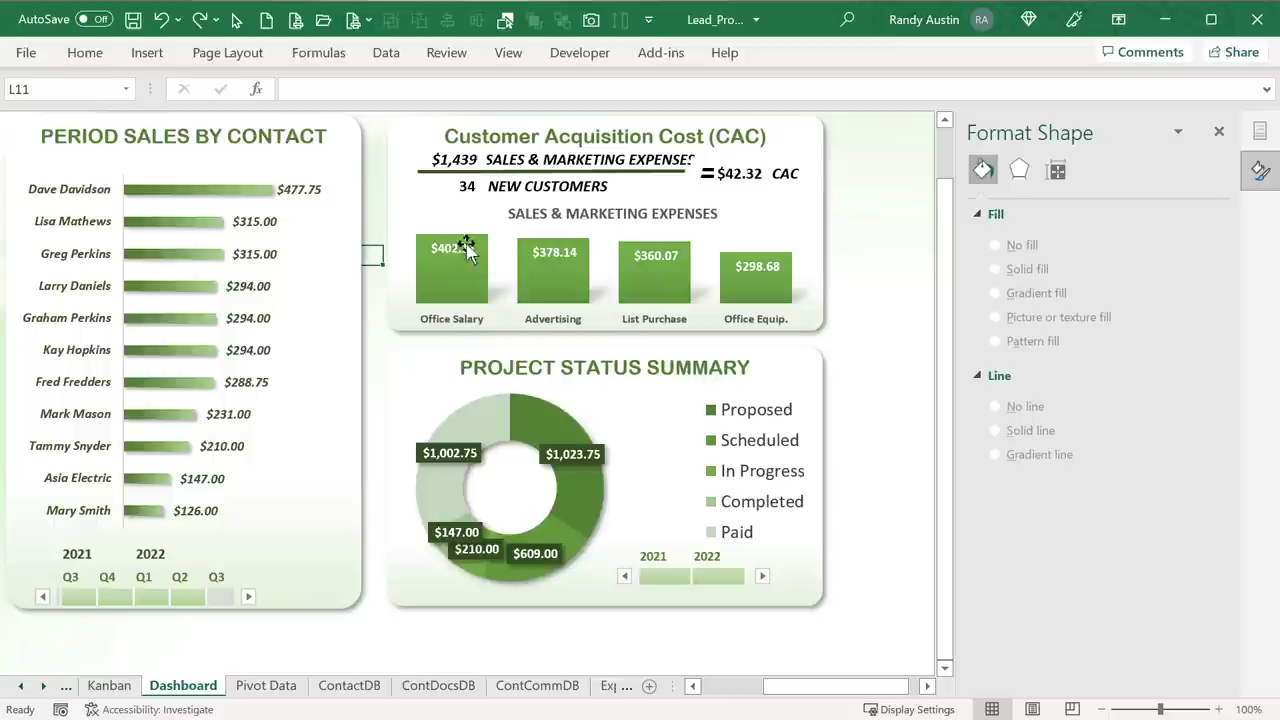 AutoSave Off Lead_Pro... Randy Austin RA
File Home Insert Page Layout Formulas Data Review View Developer Add-ins Help Comments Share
L11 fx
PERIOD SALES BY CONTACT
Dave Davidson $477.75
Lisa Mathews $315.00
Greg Perkins $315.00
Larry Daniels $294.00
Graham Perkins $294.00
Kay Hopkins $294.00
Fred Fredders $288.75
Mark Mason $231.00
Tammy Snyder $210.00
Asia Electric $147.00
Mary Smith $126.00
2021 2022
Q3 Q4 Q1 Q2 Q3
Customer Acquisition Cost (CAC)
$1,439 SALES & MARKETING EXPENSES
= $42.32 CAC
34 NEW CUSTOMERS
SALES & MARKETING EXPENSES
$378.14 $360.07 $298.68
Office Salary Advertising List Purchase Office Equip.
PROJECT STATUS SUMMARY
$1,002.75 $1,023.75
$147.00
$210.00 $609.00
Proposed
Scheduled
In Progress
Completed
Paid
2021 2022
Format Shape
Fill
No fill
Solid fill
Gradient fill
Picture or texture fill
Pattern fill
Line
No line
Solid line
Gradient line
... Kanban Dashboard Pivot Data ContactDB ContDocsDB ContCommDB Exp ...
Ready Accessibility: Investigate Display Settings 100%